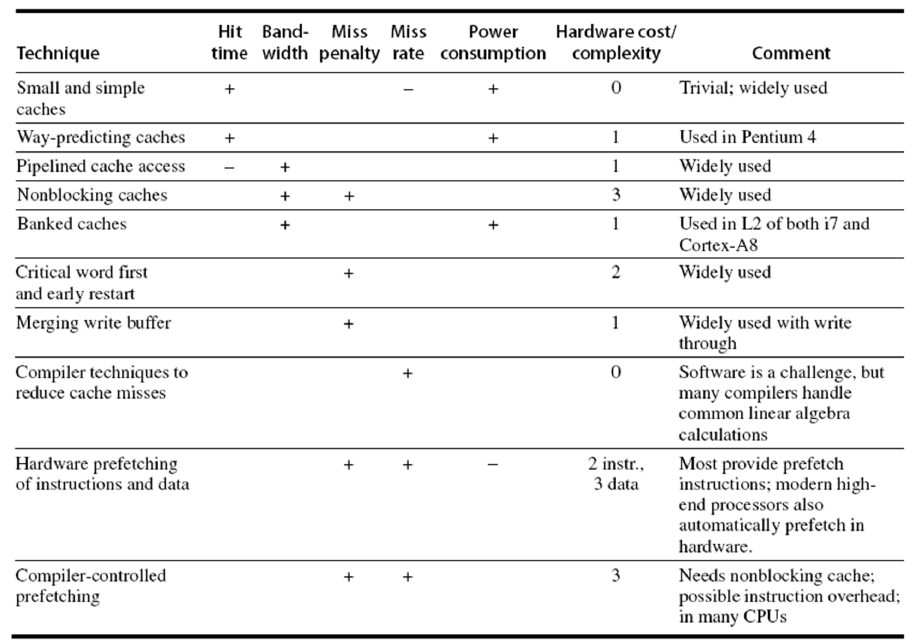 Technique Hit time Band-width Miss penalty Miss rate Power consumption Hardware cost/ complexity Comment
Small and simple caches + – + 0 Trivial; widely used
Way-predicting caches + + 1 Used in Pentium 4
Pipelined cache access – + 1 Widely used
Nonblocking caches + + 3 Widely used
Banked caches + + 1 Used in L2 of both i7 and Cortex-A8
Critical word first and early restart + 2 Widely used
Merging write buffer + 1 Widely used with write through
Compiler techniques to reduce cache misses + 0 Software is a challenge, but many compilers handle common linear algebra calculations
Hardware prefetching of instructions and data + + – 2 instr., 3 data Most provide prefetch instructions; modern high-end processors also automatically prefetch in hardware.
Compiler-controlled prefetching + + 3 Needs nonblocking cache; possible instruction overhead; in many CPUs